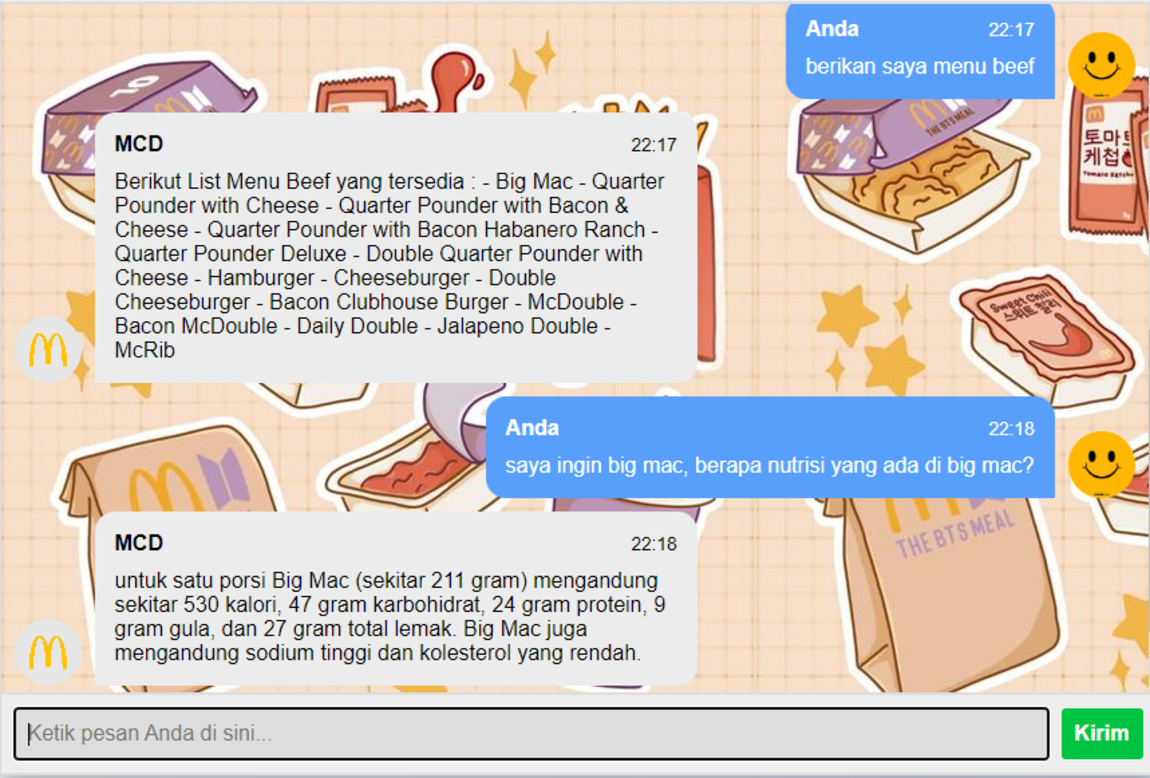 Anda 22:17
berikan saya menu beef
MCD 22:17
Berikut List Menu Beef yang tersedia : - Big Mac - Quarter
Pounder with Cheese - Quarter Pounder with Bacon &
Cheese - Quarter Pounder with Bacon Habanero Ranch -
Quarter Pounder Deluxe - Double Quarter Pounder with
Cheese - Hamburger - Cheeseburger - Double
Cheeseburger - Bacon Clubhouse Burger - McDouble -
Bacon McDouble - Daily Double - Jalapeno Double -
McRib
THE BTS MEAL
토마토
케첩
Tomato Ketchup
Sweet Chili
스위트 칠리
Anda 22:18
saya ingin big mac, berapa nutrisi yang ada di big mac?
MCD 22:18
untuk satu porsi Big Mac (sekitar 211 gram) mengandung
sekitar 530 kalori, 47 gram karbohidrat, 24 gram protein, 9
gram gula, dan 27 gram total lemak. Big Mac juga
mengandung sodium tinggi dan kolesterol yang rendah.
THE BTS MEAL
Ketik pesan Anda di sini...
Kirim